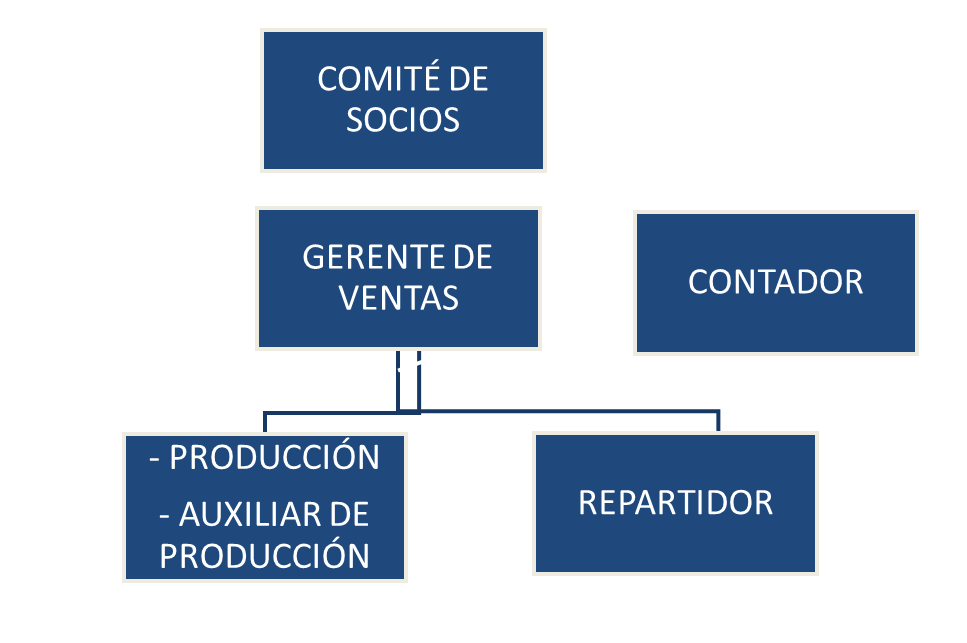 COMITÉ DE
SOCIOS
GERENTE DE
VENTAS
CONTADOR
- PRODUCCIÓN
- AUXILIAR DE
PRODUCCIÓN
REPARTIDOR